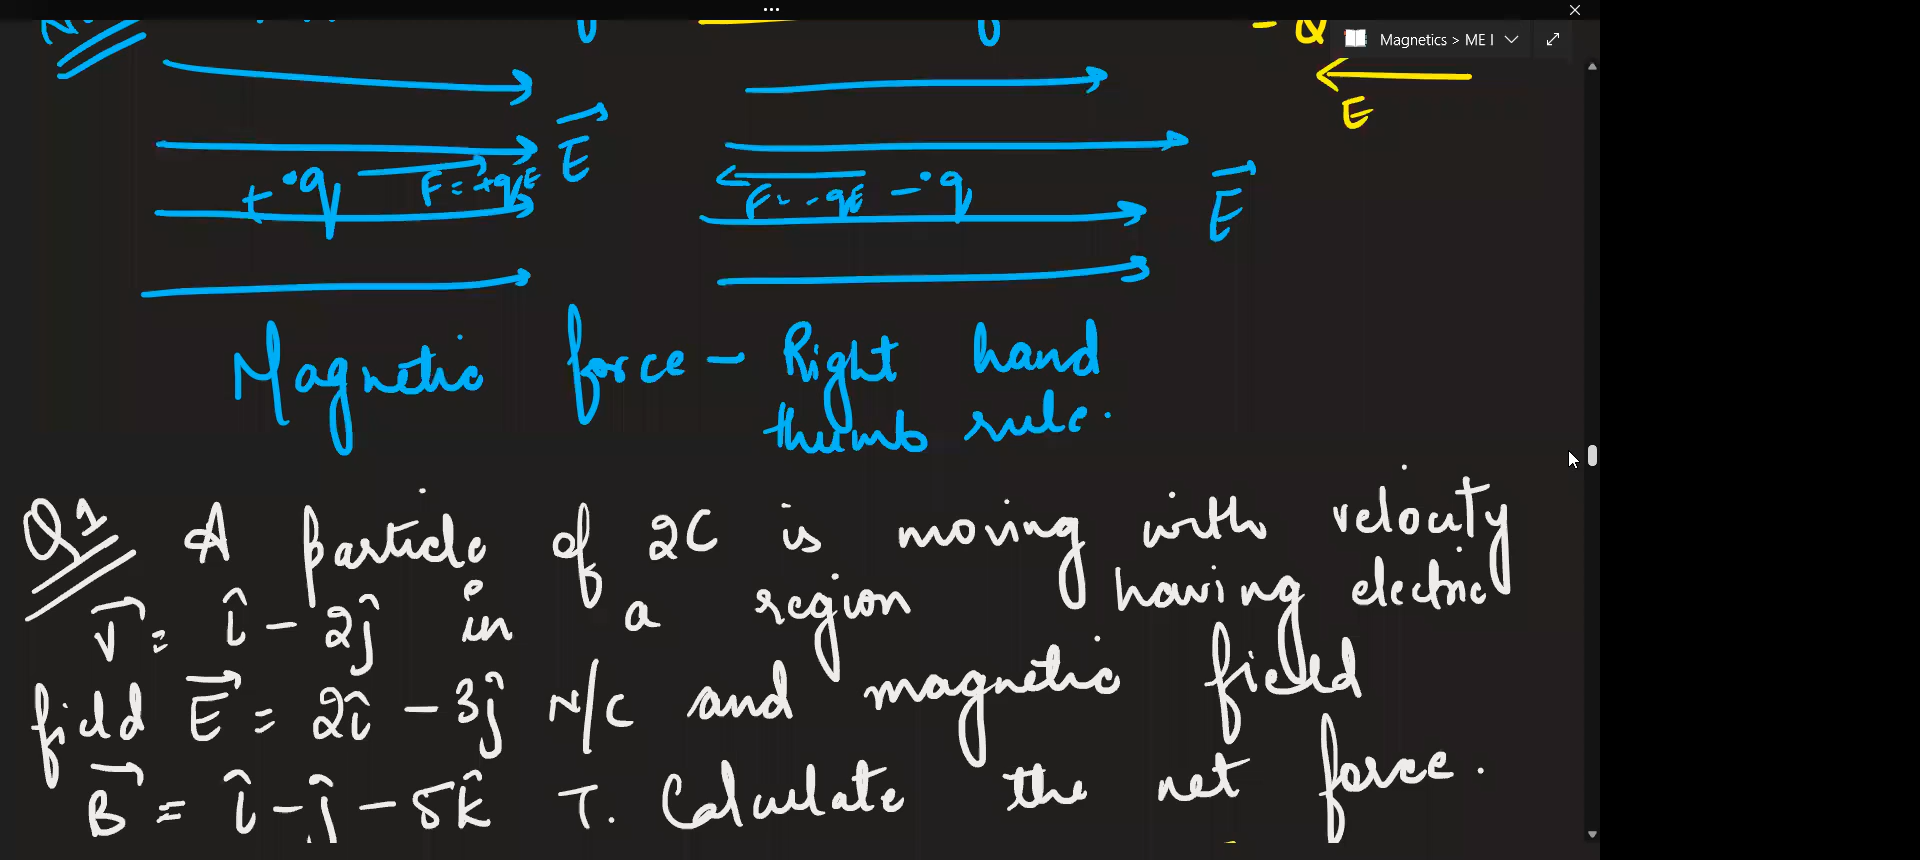 - Q
Magnetics > ME I
E
E
+q F = +qE
F = -qE -q
E
Magnetic force - Right hand
thumb rule.
Q1 A particle of 2C is moving with velocity
V = î - 2ĵ in a region having electric
field E = 2î - 3ĵ N/C and magnetic field
B = î - ĵ - 5k̂ T. Calculate the net force.